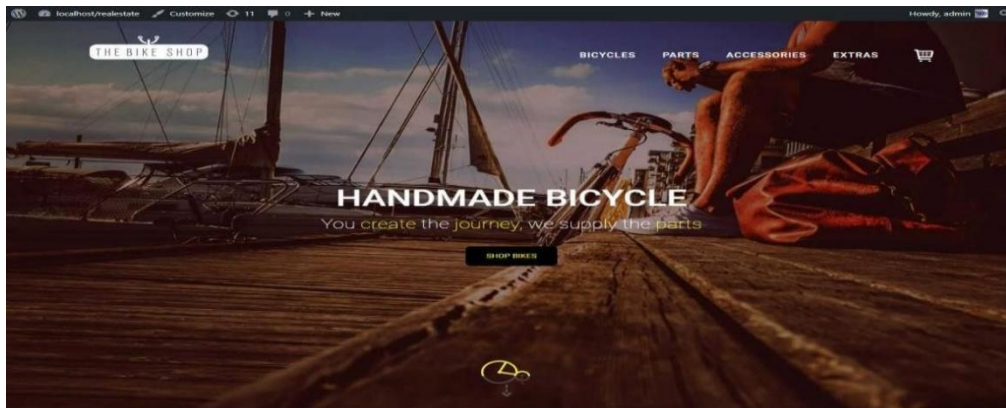 localhost/realestate Customize 11 0 + New Howdy, admin
THE BIKE SHOP
BICYCLES PARTS ACCESSORIES EXTRAS
HANDMADE BICYCLE
You create the journey, we supply the parts
SHOP BIKES